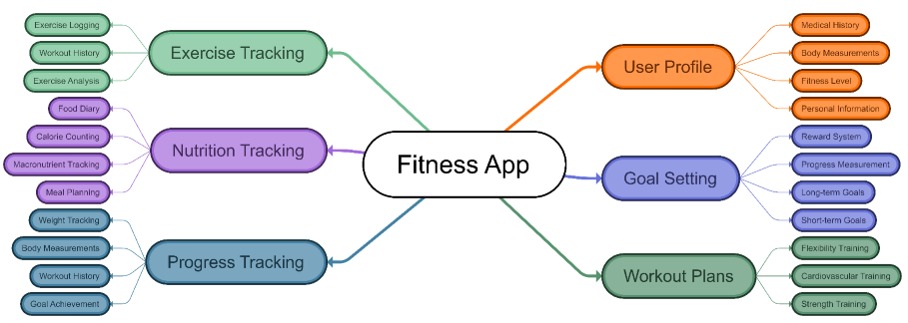 Fitness App
Exercise Tracking
Exercise Logging
Workout History
Exercise Analysis
Nutrition Tracking
Food Diary
Calorie Counting
Macronutrient Tracking
Meal Planning
Progress Tracking
Weight Tracking
Body Measurements
Workout History
Goal Achievement
User Profile
Medical History
Body Measurements
Fitness Level
Personal Information
Goal Setting
Reward System
Progress Measurement
Long-term Goals
Short-term Goals
Workout Plans
Flexibility Training
Cardiovascular Training
Strength Training